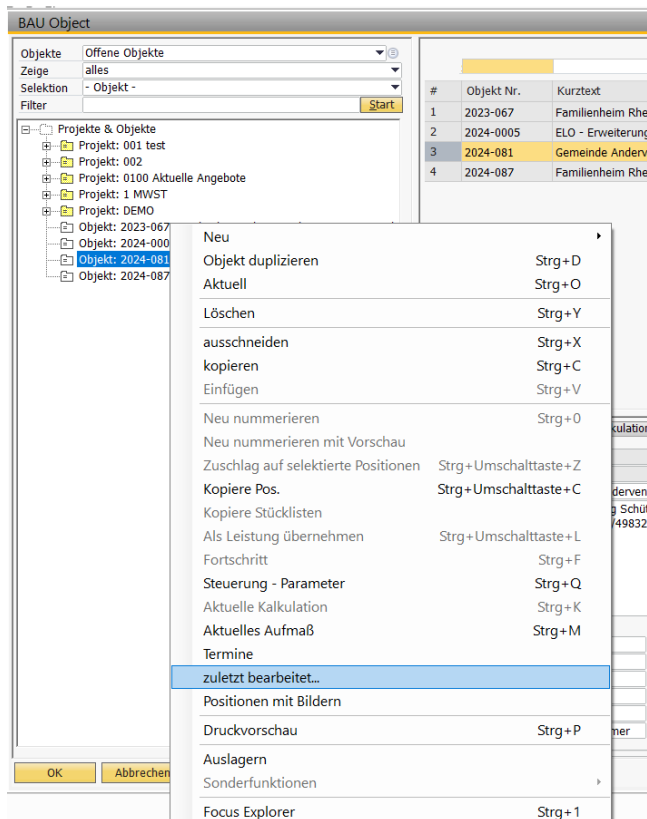 BAU Object
Objekte Offene Objekte
Zeige alles
Selektion - Objekt -
Filter Start
Projekte & Objekte
Projekt: 001 test
Projekt: 002
Projekt: 0100 Aktuelle Angebote
Projekt: 1 MWST
Projekt: DEMO
Objekt: 2023-067
Objekt: 2024-000
Objekt: 2024-081
Objekt: 2024-087
# Objekt Nr. Kurztext
1 2023-067 Familienheim Rhe
2 2024-0005 ELO - Erweiterung
3 2024-081 Gemeinde Anderv
4 2024-087 Familienheim Rhe
Neu
Objekt duplizieren Strg+D
Aktuell Strg+O
Löschen Strg+Y
ausschneiden Strg+X
kopieren Strg+C
Einfügen Strg+V
Neu nummerieren Strg+0
Neu nummerieren mit Vorschau
Zuschlag auf selektierte Positionen Strg+Umschalttaste+Z
Kopiere Pos. Strg+Umschalttaste+C
Kopiere Stücklisten
Als Leistung übernehmen Strg+Umschalttaste+L
Fortschritt Strg+F
Steuerung - Parameter Strg+Q
Aktuelle Kalkulation Strg+K
Aktuelles Aufmaß Strg+M
Termine
zuletzt bearbeitet...
Positionen mit Bildern
Druckvorschau Strg+P
Auslagern
Sonderfunktionen
Focus Explorer Strg+1
kulation
derven
g Schüt
/49832
mer
OK Abbrechen